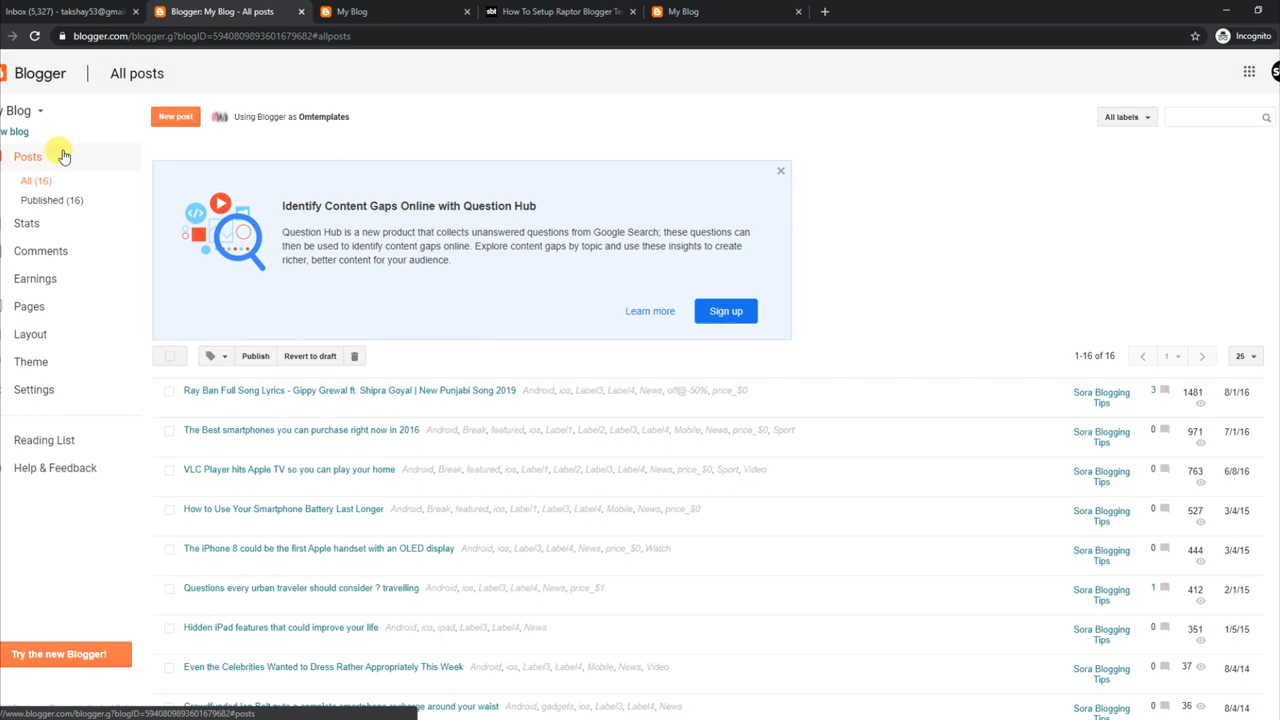 Inbox (5,327) - takshay53@gmail
Blogger: My Blog - All posts
My Blog
How To Setup Raptor Blogger Te
My Blog
blogger.com/blogger.g?blogID=5940809893601679682#allposts
Incognito
Blogger
All posts
y Blog
w blog
New post
Using Blogger as Omtemplates
All labels
Posts
All (16)
Published (16)
Stats
Comments
Earnings
Pages
Layout
Theme
Settings
Reading List
Help & Feedback
Try the new Blogger!
Identify Content Gaps Online with Question Hub
Question Hub is a new product that collects unanswered questions from Google Search; these questions can
then be used to identify content gaps online. Explore content gaps by topic and use these insights to create
richer, better content for your audience.
Learn more
Sign up
Publish
Revert to draft
1-16 of 16
1
25
Ray Ban Full Song Lyrics - Gippy Grewal ft. Shipra Goyal | New Punjabi Song 2019 Android, ios, Label3, Label4, News, off@-50%, price_$0
Sora Blogging Tips 3 1481 8/1/16
The Best smartphones you can purchase right now in 2016 Android, Break, featured, ios, Label1, Label2, Label3, Label4, Mobile, News, price_$0, Sport
Sora Blogging Tips 0 971 7/1/16
VLC Player hits Apple TV so you can play your home Android, Break, featured, ios, Label1, Label2, Label3, Label4, News, price_$0, Sport, Video
Sora Blogging Tips 0 763 6/8/16
How to Use Your Smartphone Battery Last Longer Android, Break, featured, ios, Label1, Label3, Label4, Mobile, News, price_$0
Sora Blogging Tips 0 527 3/4/15
The iPhone 8 could be the first Apple handset with an OLED display Android, ios, Label3, Label4, News, price_$0, Watch
Sora Blogging Tips 0 444 3/4/15
Questions every urban traveler should consider ? travelling Android, ios, Label3, Label4, News, price_$1
Sora Blogging Tips 1 412 2/1/15
Hidden iPad features that could improve your life Android, ios, ipad, Label3, Label4, News
Sora Blogging Tips 0 351 1/5/15
Even the Celebrities Wanted to Dress Rather Appropriately This Week Android, ios, Label3, Label4, Mobile, News, Video
Sora Blogging Tips 0 37 8/4/14
around your waist Android, gadgets, ios, Label3, Label4, News
Sora Blogging 0 36 8/4/14
/www.blogger.com/blogger.g?blogID=5940809893601679682#posts